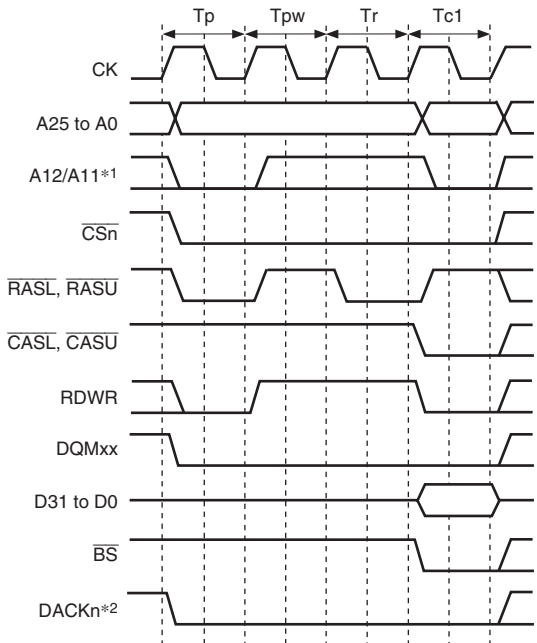 Tp Tpw Tr Tc1
CK
A25 to A0
A12/A11*1
CSn
RASL, RASU
CASL, CASU
RDWR
DQMxx
D31 to D0
BS
DACKn*2